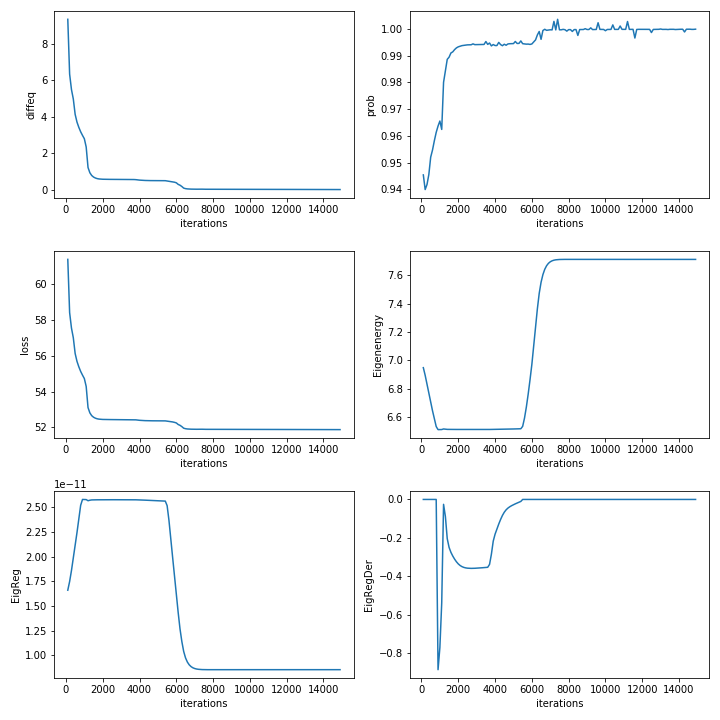 diffeq
8
6
4
2
0
0 2000 4000 6000 8000 10000 12000 14000
iterations
prob
1.00
0.99
0.98
0.97
0.96
0.95
0.94
0 2000 4000 6000 8000 10000 12000 14000
iterations
loss
60
58
56
54
52
0 2000 4000 6000 8000 10000 12000 14000
iterations
Eigenenergy
7.6
7.4
7.2
7.0
6.8
6.6
0 2000 4000 6000 8000 10000 12000 14000
iterations
1e−11
EigReg
2.50
2.25
2.00
1.75
1.50
1.25
1.00
0 2000 4000 6000 8000 10000 12000 14000
iterations
EigRegDer
0.0
−0.2
−0.4
−0.6
−0.8
0 2000 4000 6000 8000 10000 12000 14000
iterations